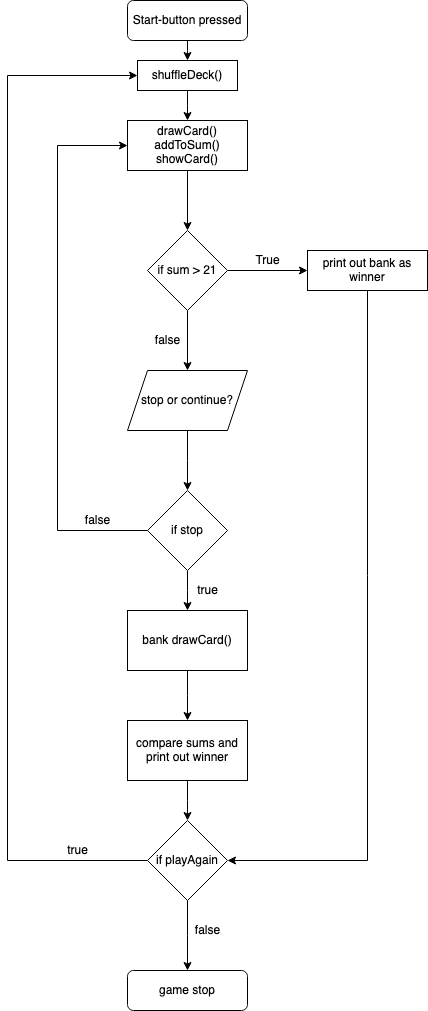 Start-button pressed
shuffleDeck()
drawCard()
addToSum()
showCard()
if sum > 21
True
print out bank as
winner
false
stop or continue?
if stop
false
true
bank drawCard()
compare sums and
print out winner
if playAgain
true
false
game stop